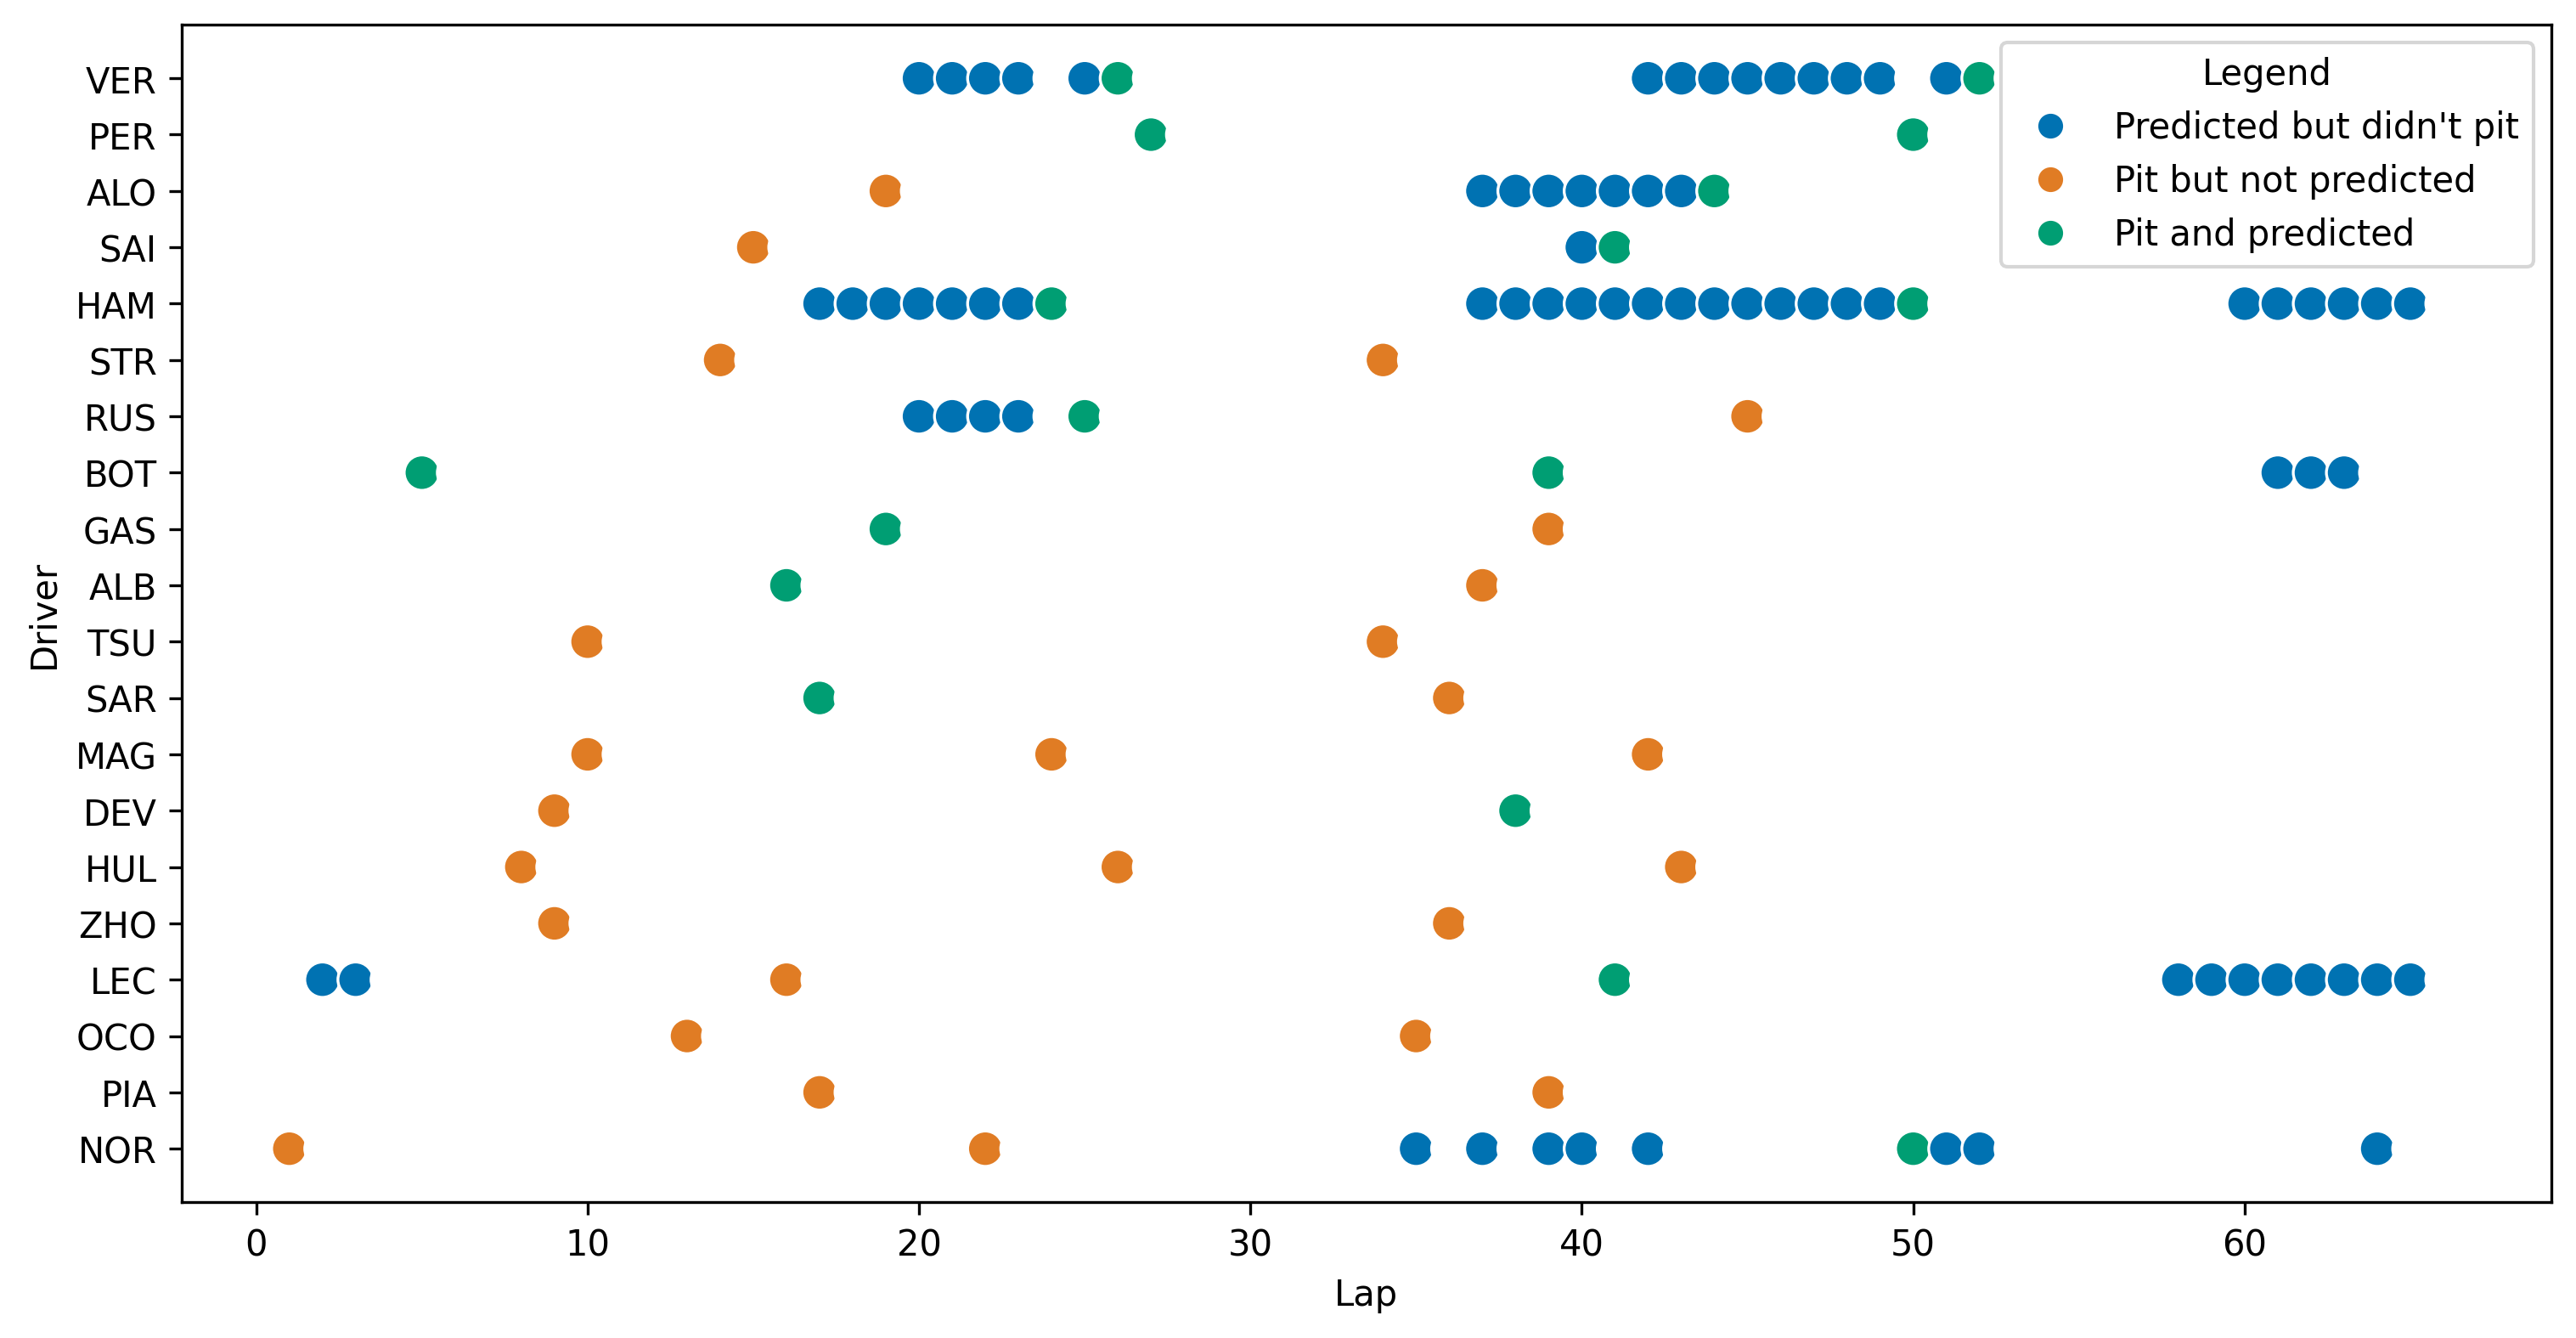 Legend
Predicted but didn't pit
Pit but not predicted
Pit and predicted
Driver
VER
PER
ALO
SAI
HAM
STR
RUS
BOT
GAS
ALB
TSU
SAR
MAG
DEV
HUL
ZHO
LEC
OCO
PIA
NOR
0 10 20 30 40 50 60
Lap